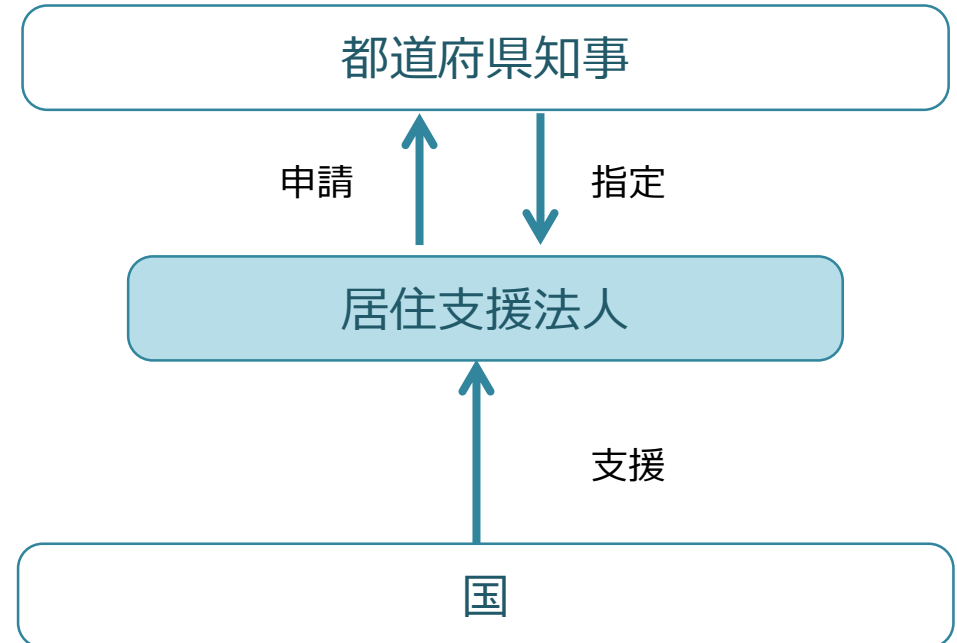 都道府県知事
申請
指定
居住支援法人
支援
国